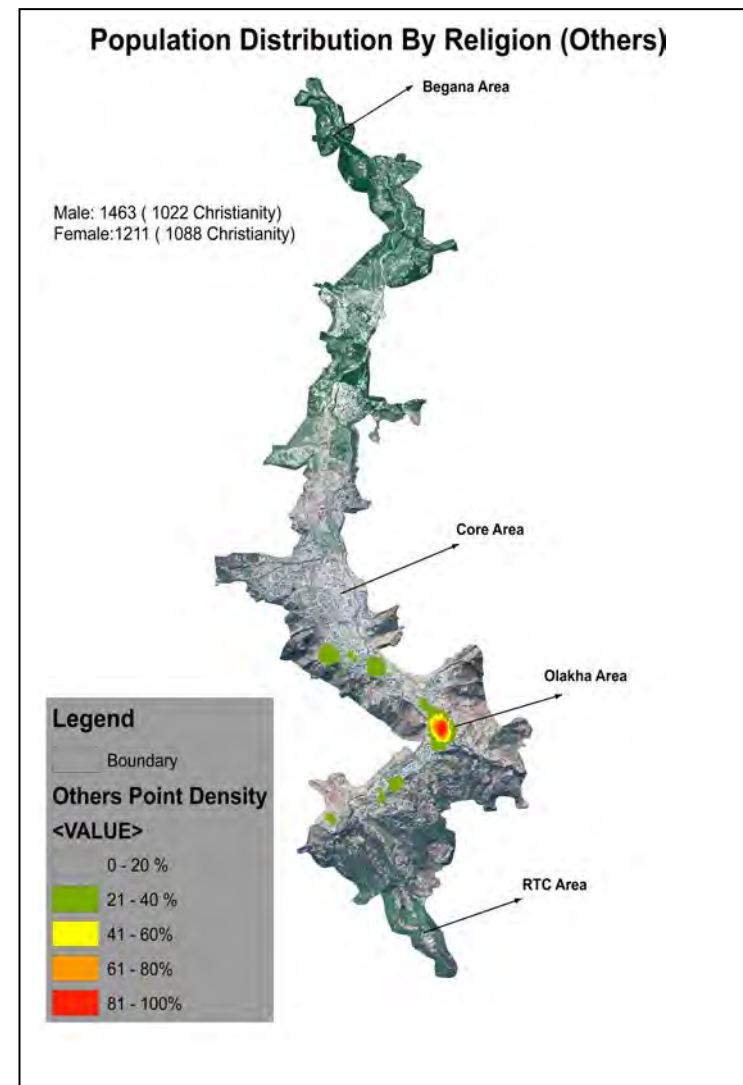 Population Distribution By Religion (Others)
Begana Area
Male: 1463 ( 1022 Christianity)
Female:1211 ( 1088 Christianity)
Core Area
Olakha Area
Legend
Boundary
Others Point Density
<VALUE>
0 - 20 %
21 - 40 %
41 - 60%
61 - 80%
81 - 100%
RTC Area